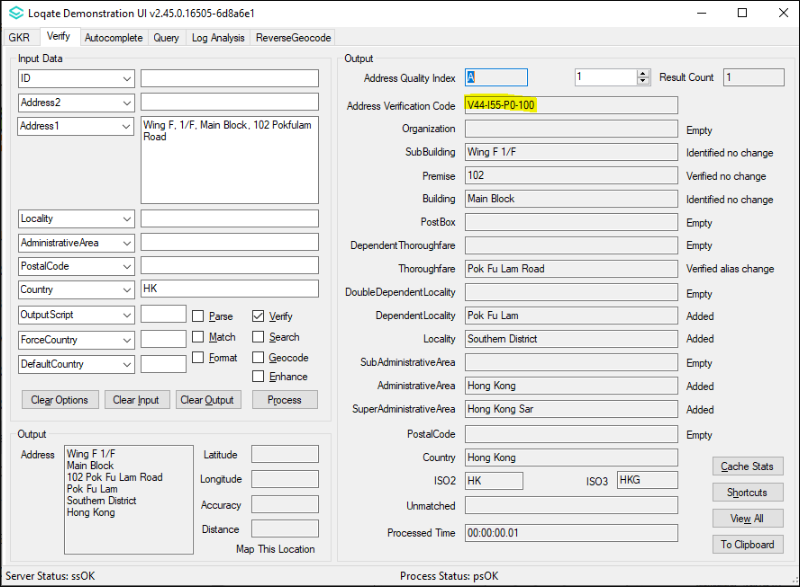 Loqate Demonstration UI v2.45.0.16505-6d8a6e1
GKR Verify Autocomplete Query Log Analysis ReverseGeocode
Input Data
ID
Address2
Address1 Wing F, 1/F, Main Block, 102 Pokfulam
Road
Locality
AdministrativeArea
PostalCode
Country HK
OutputScript Parse Verify
ForceCountry Match Search
DefaultCountry Format Geocode
Enhance
Clear Options Clear Input Clear Output Process
Output
Address Wing F 1/F
Main Block
102 Pok Fu Lam Road
Pok Fu Lam
Southern District
Hong Kong
Latitude
Longitude
Accuracy
Distance
Map This Location
Output
Address Quality Index A 1 Result Count 1
Address Verification Code V44-I55-P0-100
Organization Empty
SubBuilding Wing F 1/F Identified no change
Premise 102 Verified no change
Building Main Block Identified no change
PostBox Empty
DependentThoroughfare Empty
Thoroughfare Pok Fu Lam Road Verified alias change
DoubleDependentLocality Empty
DependentLocality Pok Fu Lam Added
Locality Southern District Added
SubAdministrativeArea Empty
AdministrativeArea Hong Kong Added
SuperAdministrativeArea Hong Kong Sar Added
PostalCode Empty
Country Hong Kong
ISO2 HK ISO3 HKG
Unmatched
Processed Time 00:00:00.01
Cache Stats
Shortcuts
View All
To Clipboard
Server Status: ssOK Process Status: psOK